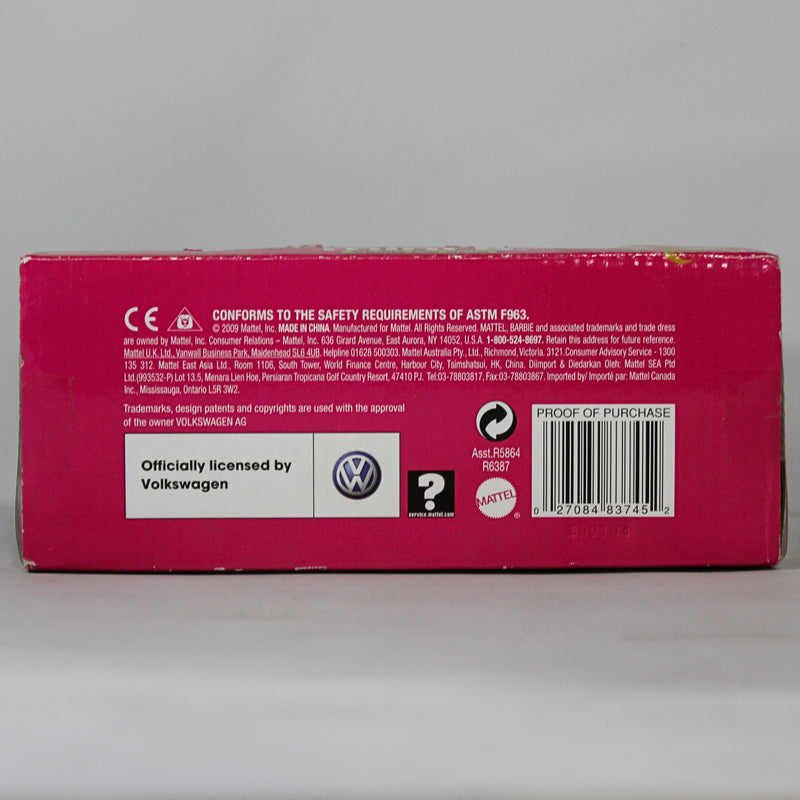 CE
CONFORMS TO THE SAFETY REQUIREMENTS OF ASTM F963.
© 2009 Mattel, Inc. MADE IN CHINA. Manufactured for Mattel. All Rights Reserved. MATTEL, BARBIE and associated trademarks and trade dress
are owned by Mattel, Inc. Consumer Relations – Mattel, Inc. 636 Girard Avenue, East Aurora, NY 14052, U.S.A. 1-800-524-8697. Retain this address for future reference.
Mattel U.K. Ltd., Vanwall Business Park, Maidenhead SL6 4UB. Helpline 01628 500303. Mattel Australia Pty., Ltd., Richmond, Victoria. 3121.Consumer Advisory Service - 1300
135 312. Mattel East Asia Ltd., Room 1106, South Tower, World Finance Centre, Harbour City, Tsimshatsui, HK, China. Diimport & Diedarkan Oleh: Mattel SEA Ptd
Ltd.(993532-P) Lot 13.5, Menara Lien Hoe, Persiaran Tropicana Golf Country Resort, 47410 PJ. Tel:03-78803817, Fax:03-78803867. Imported by/ Importé par: Mattel Canada
Inc., Mississauga, Ontario L5R 3W2.
Trademarks, design patents and copyrights are used with the approval
of the owner VOLKSWAGEN AG
Officially licensed by
Volkswagen
VW
?
service.mattel.com
Asst.R5864
R6387
MATTEL
®
PROOF OF PURCHASE
0 27084 83745 2